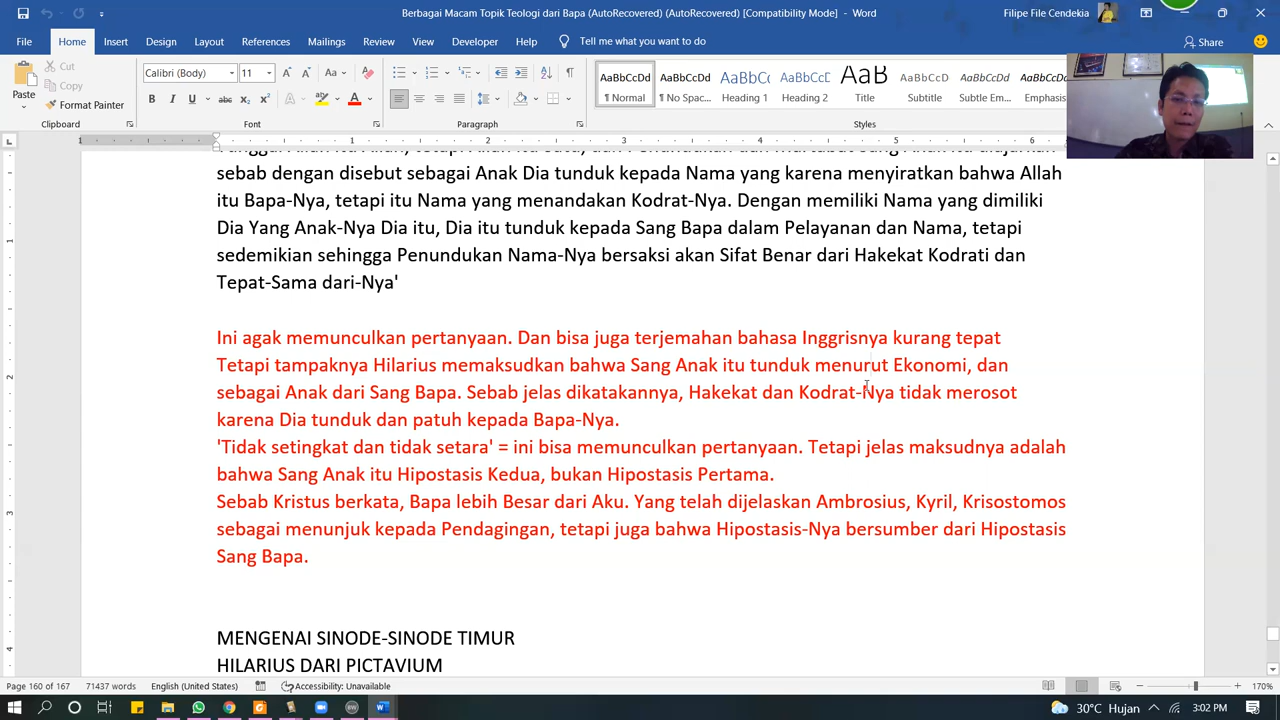 Berbagai Macam Topik Teologi dari Bapa (AutoRecovered) (AutoRecovered) [Compatibility Mode] - Word
Filipe File Cendekia
File Home Insert Design Layout References Mailings Review View Developer Help Tell me what you want to do Share
Paste
Cut
Copy
Format Painter
Calibri (Body) 11
AaBbCcDd AaBbCcDd AaBbCc AaBbCcC AaB AaBbCcD AaBbCcDd AaBbCcDd
¶ Normal ¶ No Spac... Heading 1 Heading 2 Title Subtitle Subtle Em... Emphasis
Clipboard Font Paragraph Styles
sebab dengan disebut sebagai Anak Dia tunduk kepada Nama yang karena menyiratkan bahwa Allah
itu Bapa-Nya, tetapi itu Nama yang menandakan Kodrat-Nya. Dengan memiliki Nama yang dimiliki
Dia Yang Anak-Nya Dia itu, Dia itu tunduk kepada Sang Bapa dalam Pelayanan dan Nama, tetapi
sedemikian sehingga Penundukan Nama-Nya bersaksi akan Sifat Benar dari Hakekat Kodrati dan
Tepat-Sama dari-Nya'
Ini agak memunculkan pertanyaan. Dan bisa juga terjemahan bahasa Inggrisnya kurang tepat
Tetapi tampaknya Hilarius memaksudkan bahwa Sang Anak itu tunduk menurut Ekonomi, dan
sebagai Anak dari Sang Bapa. Sebab jelas dikatakannya, Hakekat dan Kodrat-Nya tidak merosot
karena Dia tunduk dan patuh kepada Bapa-Nya.
'Tidak setingkat dan tidak setara' = ini bisa memunculkan pertanyaan. Tetapi jelas maksudnya adalah
bahwa Sang Anak itu Hipostasis Kedua, bukan Hipostasis Pertama.
Sebab Kristus berkata, Bapa lebih Besar dari Aku. Yang telah dijelaskan Ambrosius, Kyril, Krisostomos
sebagai menunjuk kepada Pendagingan, tetapi juga bahwa Hipostasis-Nya bersumber dari Hipostasis
Sang Bapa.
MENGENAI SINODE-SINODE TIMUR
HILARIUS DARI PICTAVIUM
Page 160 of 167 71437 words English (United States) Accessibility: Unavailable 170%
30°C Hujan 3:02 PM